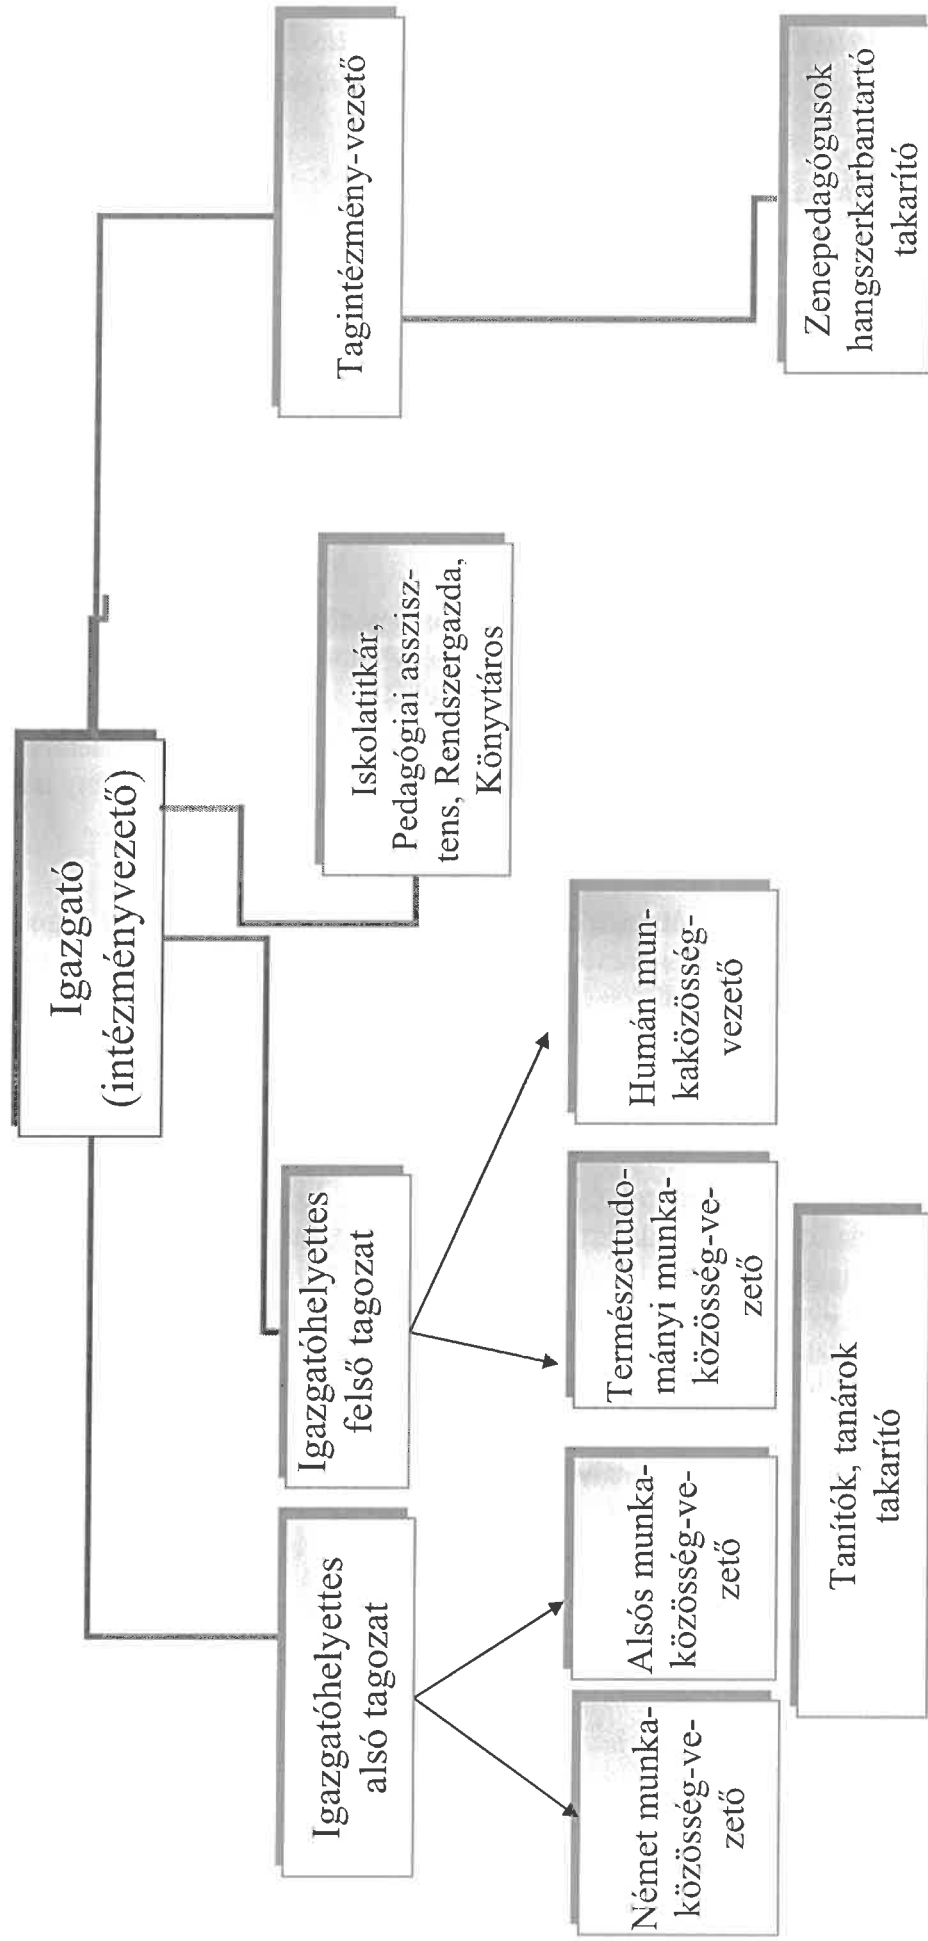 Igazgató
(intézményvezető)
Igazgatóhelyettes
alsó tagozat
Igazgatóhelyettes
felső tagozat
Iskolatitkár,
Pedagógiai assziszt-
tens, Rendszergazda,
Könyvtáros
Tagintézmény-vezető
Német munka-
közösség-ve-
zető
Alsós munka-
közösség-ve-
zető
Természettudo-
mányi munka-
közösség-ve-
zető
Humán mun-
kaközösség-
vezető
Tanítók, tanárok
takarító
Zenepedagógusok
hangszerkarbantartó
takarító